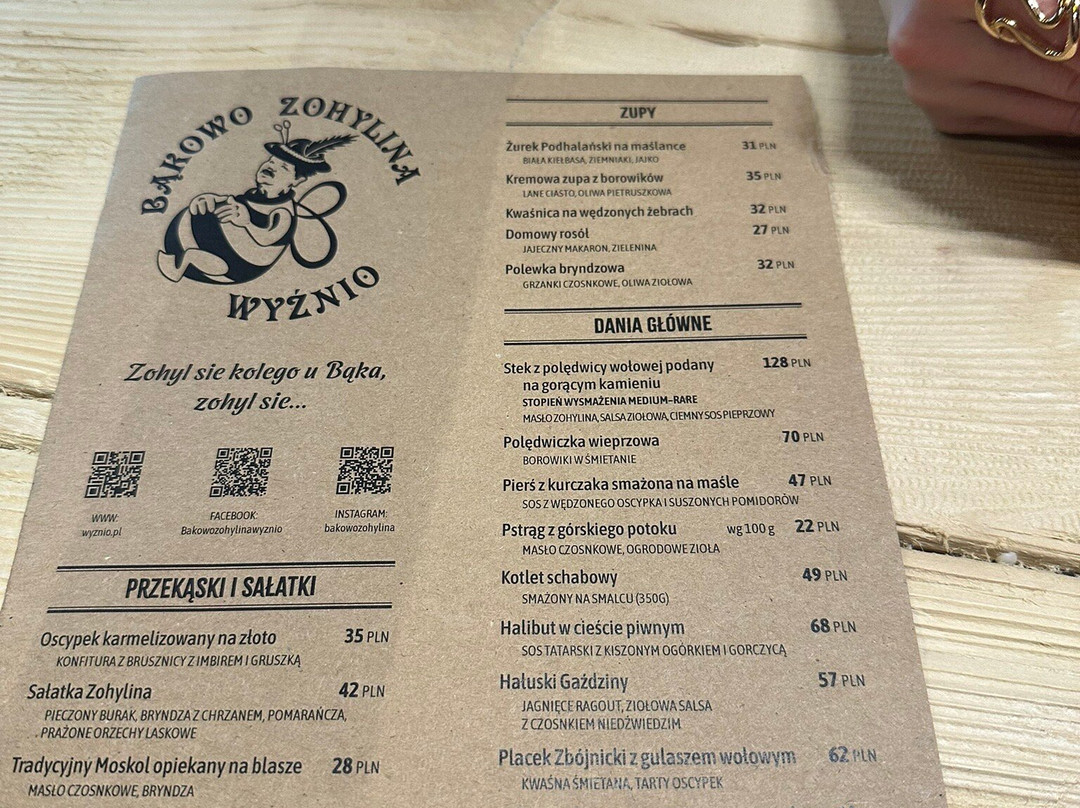 BĄKOWO ZOHYLINA
WYŹNIO
Zohyl sie kolego u Bąka,
zohyl sie...
WWW:
wyznio.pl
FACEBOOK:
Bakowozohylinawyznio
INSTAGRAM:
bakowozohylina
PRZEKĄSKI I SAŁATKI
Oscypek karmelizowany na złoto 35 PLN
KONFITURA Z BRUSZNICY Z IMBIREM I GRUSZKĄ
Sałatka Zohylina 42 PLN
PIECZONY BURAK, BRYNDZA Z CHRZANEM, POMARAŃCZA,
PRAŻONE ORZECHY LASKOWE
Tradycyjny Moskol opiekany na blasze 28 PLN
MASŁO CZOSNKOWE, BRYNDZA
ZUPY
Żurek Podhalański na maślance 31 PLN
BIAŁA KIEŁBASA, ZIEMNIAKI, JAJKO
Kremowa zupa z borowików 35 PLN
LANE CIASTO, OLIWA PIETRUSZKOWA
Kwaśnica na wędzonych żebrach 32 PLN
Domowy rosół 27 PLN
JAJECZNY MAKARON, ZIELENINA
Polewka bryndzowa 32 PLN
GRZANKI CZOSNKOWE, OLIWA ZIOŁOWA
DANIA GŁÓWNE
Stek z polędwicy wołowej podany 128 PLN
na gorącym kamieniu
STOPIEŃ WYSMAŻENIA MEDIUM-RARE
MASŁO ZOHYLINA, SALSA ZIOŁOWA, CIEMNY SOS PIEPRZOWY
Polędwiczka wieprzowa 70 PLN
BOROWIKI W ŚMIETANIE
Pierś z kurczaka smażona na maśle 47 PLN
SOS Z WĘDZONEGO OSCYPKA I SUSZONYCH POMIDORÓW
Pstrąg z górskiego potoku wg 100 g 22 PLN
MASŁO CZOSNKOWE, OGRODOWE ZIOŁA
Kotlet schabowy 49 PLN
SMAŻONY NA SMALCU (350G)
Halibut w cieście piwnym 68 PLN
SOS TATARSKI Z KISZONYM OGÓRKIEM I GORCZYCĄ
Hałuski Gaździny 57 PLN
JAGNIĘCE RAGOUT, ZIOŁOWA SALSA
Z CZOSNKIEM NIEDŹWIEDZIM
Placek Zbójnicki z gulaszem wołowym 62 PLN
KWAŚNA ŚMIETANA, TARTY OSCYPEK